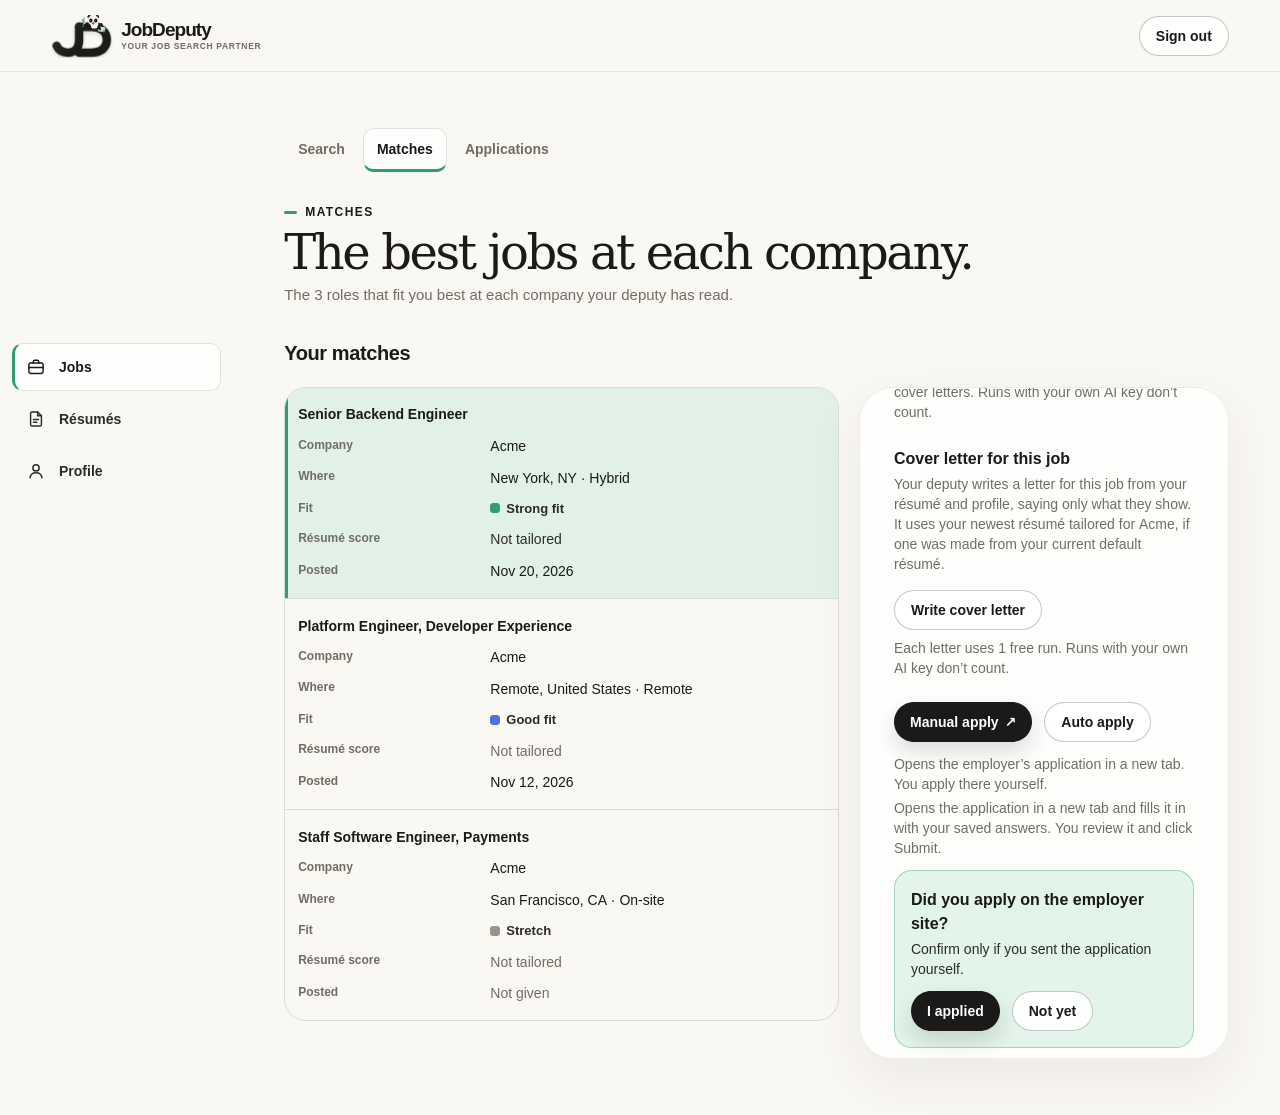 JobDeputy
YOUR JOB SEARCH PARTNER
Sign out
Search
Matches
Applications
MATCHES
The best jobs at each company.
The 3 roles that fit you best at each company your deputy has read.
Jobs
Résumés
Profile
Your matches
Senior Backend Engineer
Company Acme
Where New York, NY · Hybrid
Fit Strong fit
Résumé score Not tailored
Posted Nov 20, 2026
Platform Engineer, Developer Experience
Company Acme
Where Remote, United States · Remote
Fit Good fit
Résumé score Not tailored
Posted Nov 12, 2026
Staff Software Engineer, Payments
Company Acme
Where San Francisco, CA · On-site
Fit Stretch
Résumé score Not tailored
Posted Not given
cover letters. Runs with your own AI key don’t
count.
Cover letter for this job
Your deputy writes a letter for this job from your
résumé and profile, saying only what they show.
It uses your newest résumé tailored for Acme, if
one was made from your current default
résumé.
Write cover letter
Each letter uses 1 free run. Runs with your own
AI key don’t count.
Manual apply ↗
Auto apply
Opens the employer’s application in a new tab.
You apply there yourself.
Opens the application in a new tab and fills it in
with your saved answers. You review it and click
Submit.
Did you apply on the employer
site?
Confirm only if you sent the application
yourself.
I applied
Not yet